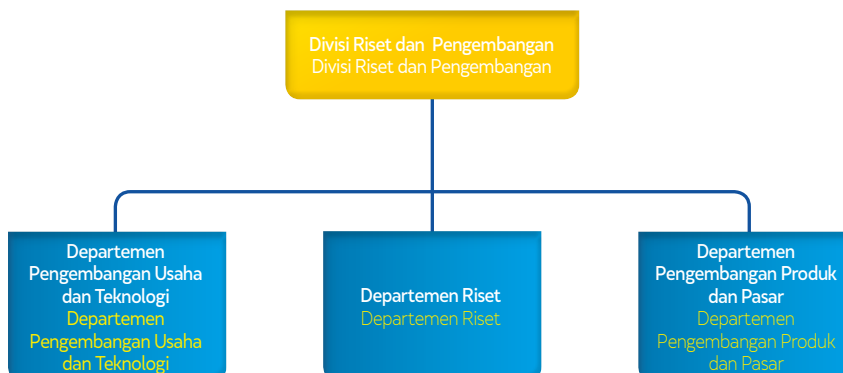 Divisi Riset dan Pengembangan
Divisi Riset dan Pengembangan
Departemen
Pengembangan Usaha
dan Teknologi
Departemen
Pengembangan Usaha
dan Teknologi
Departemen Riset
Departemen Riset
Departemen
Pengembangan Produk
dan Pasar
Departemen
Pengembangan Produk
dan Pasar